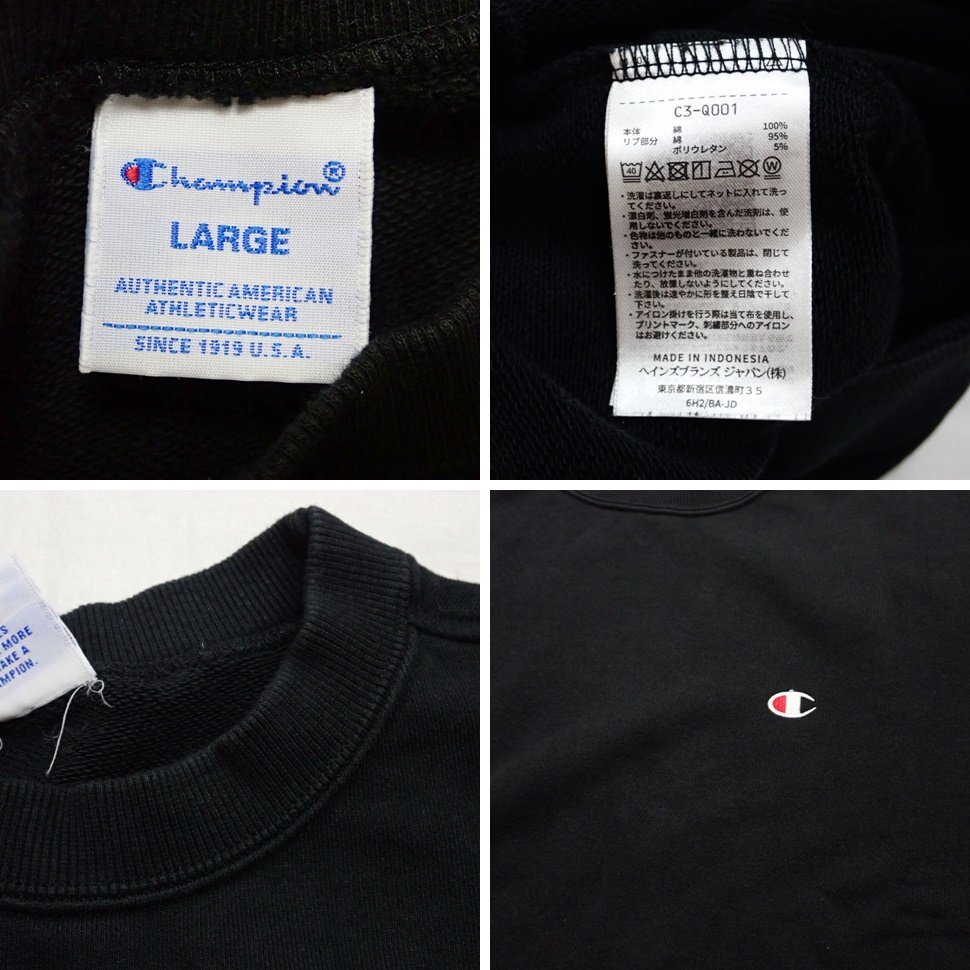 Champion®
LARGE
AUTHENTIC AMERICAN
ATHLETICWEAR
SINCE 1919 U.S.A.
C3-Q001
本体 綿 100%
リブ部分 綿 95%
ポリウレタン 5%
40
W
・洗濯は裏返しにしてネットに入れて洗っ
てください。
・漂白剤、蛍光増白剤を含んだ洗剤は、使
用しないでください。
・色物は他のものと一緒に洗わないでくだ
さい。
・ファスナーが付いている製品は、閉じて
洗ってください。
・水につけたまま他の洗濯物と重ね合わせ
たり、放置しないようにしてください。
・洗濯後は速やかに形を整え日陰で干して
下さい。
・アイロン掛けを行う際は当て布を使用し、
プリントマーク、刺繍部分へのアイロン
はお避けください。
MADE IN INDONESIA
ヘインズブランズ ジャパン(株)
東京都新宿区信濃町35
6H2/BA-JD
MORE
AKE A
MPION.